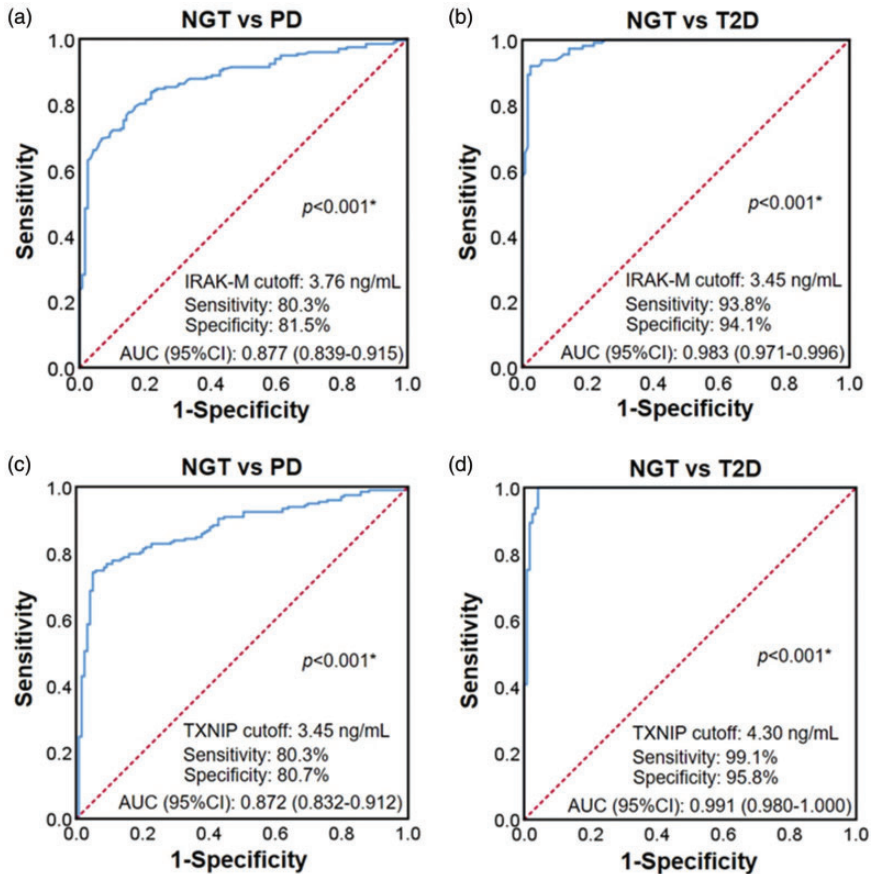 (a)
NGT vs PD
1.0
0.8
0.6
0.4
0.2
0.0
Sensitivity
p<0.001*
IRAK-M cutoff: 3.76 ng/mL
Sensitivity: 80.3%
Specificity: 81.5%
AUC (95%CI): 0.877 (0.839-0.915)
0.0 0.2 0.4 0.6 0.8 1.0
1-Specificity
(b)
NGT vs T2D
1.0
0.8
0.6
0.4
0.2
0.0
Sensitivity
p<0.001*
IRAK-M cutoff: 3.45 ng/mL
Sensitivity: 93.8%
Specificity: 94.1%
AUC (95%CI): 0.983 (0.971-0.996)
0.0 0.2 0.4 0.6 0.8 1.0
1-Specificity
(c)
NGT vs PD
1.0
0.8
0.6
0.4
0.2
0.0
Sensitivity
p<0.001*
TXNIP cutoff: 3.45 ng/mL
Sensitivity: 80.3%
Specificity: 80.7%
AUC (95%CI): 0.872 (0.832-0.912)
0.0 0.2 0.4 0.6 0.8 1.0
1-Specificity
(d)
NGT vs T2D
1.0
0.8
0.6
0.4
0.2
0.0
Sensitivity
p<0.001*
TXNIP cutoff: 4.30 ng/mL
Sensitivity: 99.1%
Specificity: 95.8%
AUC (95%CI): 0.991 (0.980-1.000)
0.0 0.2 0.4 0.6 0.8 1.0
1-Specificity